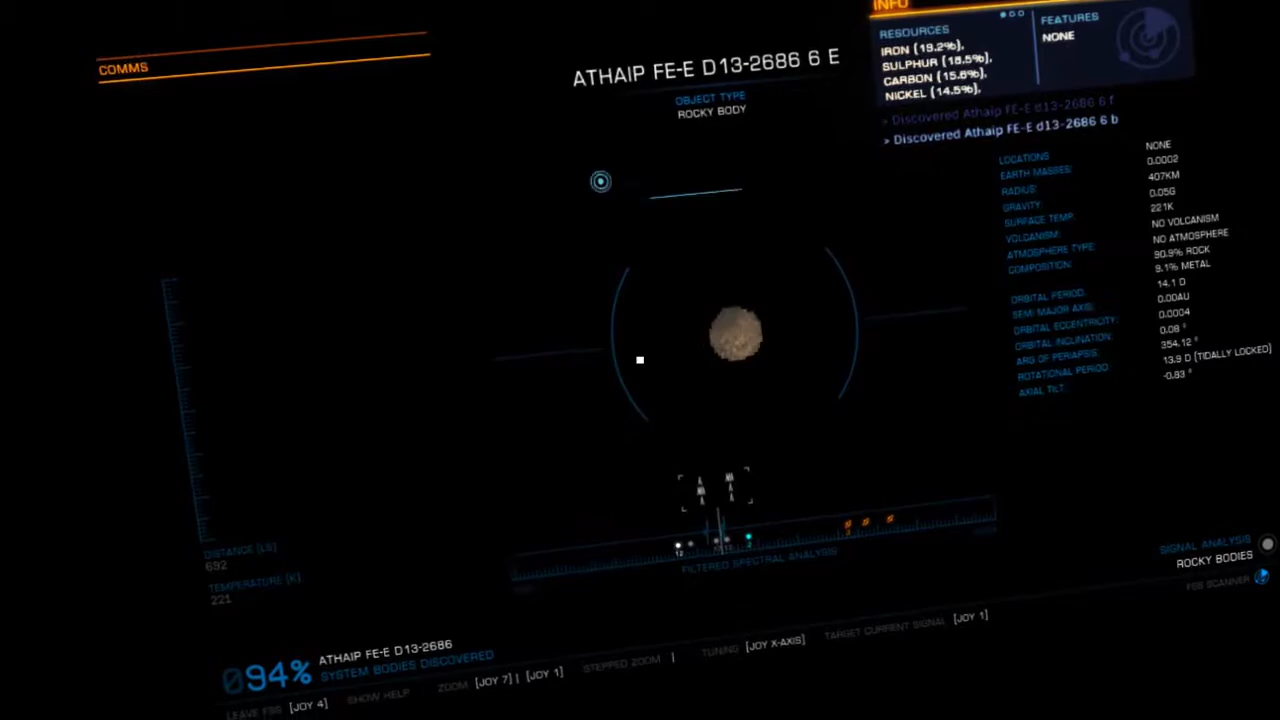 COMMS
ATHAIP FE-E D13-2686 6 E
OBJECT TYPE
ROCKY BODY
INFO
RESOURCES
IRON (19.2%),
SULPHUR (18.5%),
CARBON (15.6%),
NICKEL (14.5%),
FEATURES
NONE
> Discovered Athaip FE-E d13-2686 6 f
> Discovered Athaip FE-E d13-2686 6 b
LOCATIONS
EARTH MASSES:
RADIUS:
GRAVITY:
SURFACE TEMP:
VOLCANISM:
ATMOSPHERE TYPE:
COMPOSITION:
ORBITAL PERIOD:
SEMI MAJOR AXIS:
ORBITAL ECCENTRICITY:
ORBITAL INCLINATION:
ARG OF PERIAPSIS:
ROTATIONAL PERIOD
AXIAL TILT:
NONE
0.0002
407KM
0.05G
221K
NO VOLCANISM
NO ATMOSPHERE
90.9% ROCK
9.1% METAL
14.1 D
0.00AU
0.0004
0.08 °
354.12 °
13.9 D (TIDALLY LOCKED)
-0.83 °
DISTANCE (LS)
692
TEMPERATURE (K)
221
12
2
FILTERED SPECTRAL ANALYSIS
SIGNAL ANALYSIS
ROCKY BODIES
FSS SCANNER
094%
ATHAIP FE-E D13-2686
SYSTEM BODIES DISCOVERED
LEAVE FSS [JOY 4] SHOW HELP ZOOM [JOY 7] | [JOY 1] STEPPED ZOOM | TUNING [JOY X-AXIS] TARGET CURRENT SIGNAL [JOY 1]